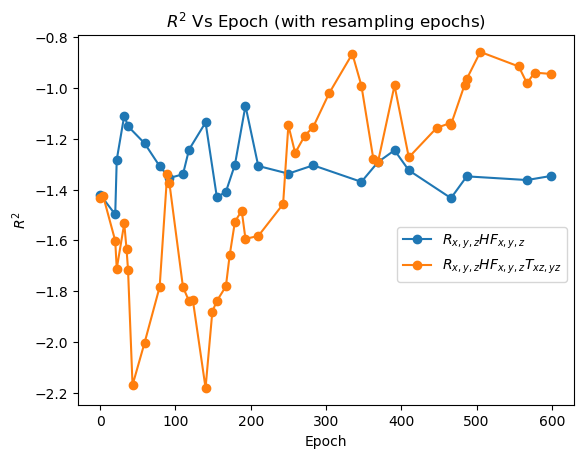 R² Vs Epoch (with resampling epochs)
R²
−0.8
−1.0
−1.2
−1.4
−1.6
−1.8
−2.0
−2.2
R_{x,y,z}HF_{x,y,z}
R_{x,y,z}HF_{x,y,z}T_{xz,yz}
0 100 200 300 400 500 600
Epoch